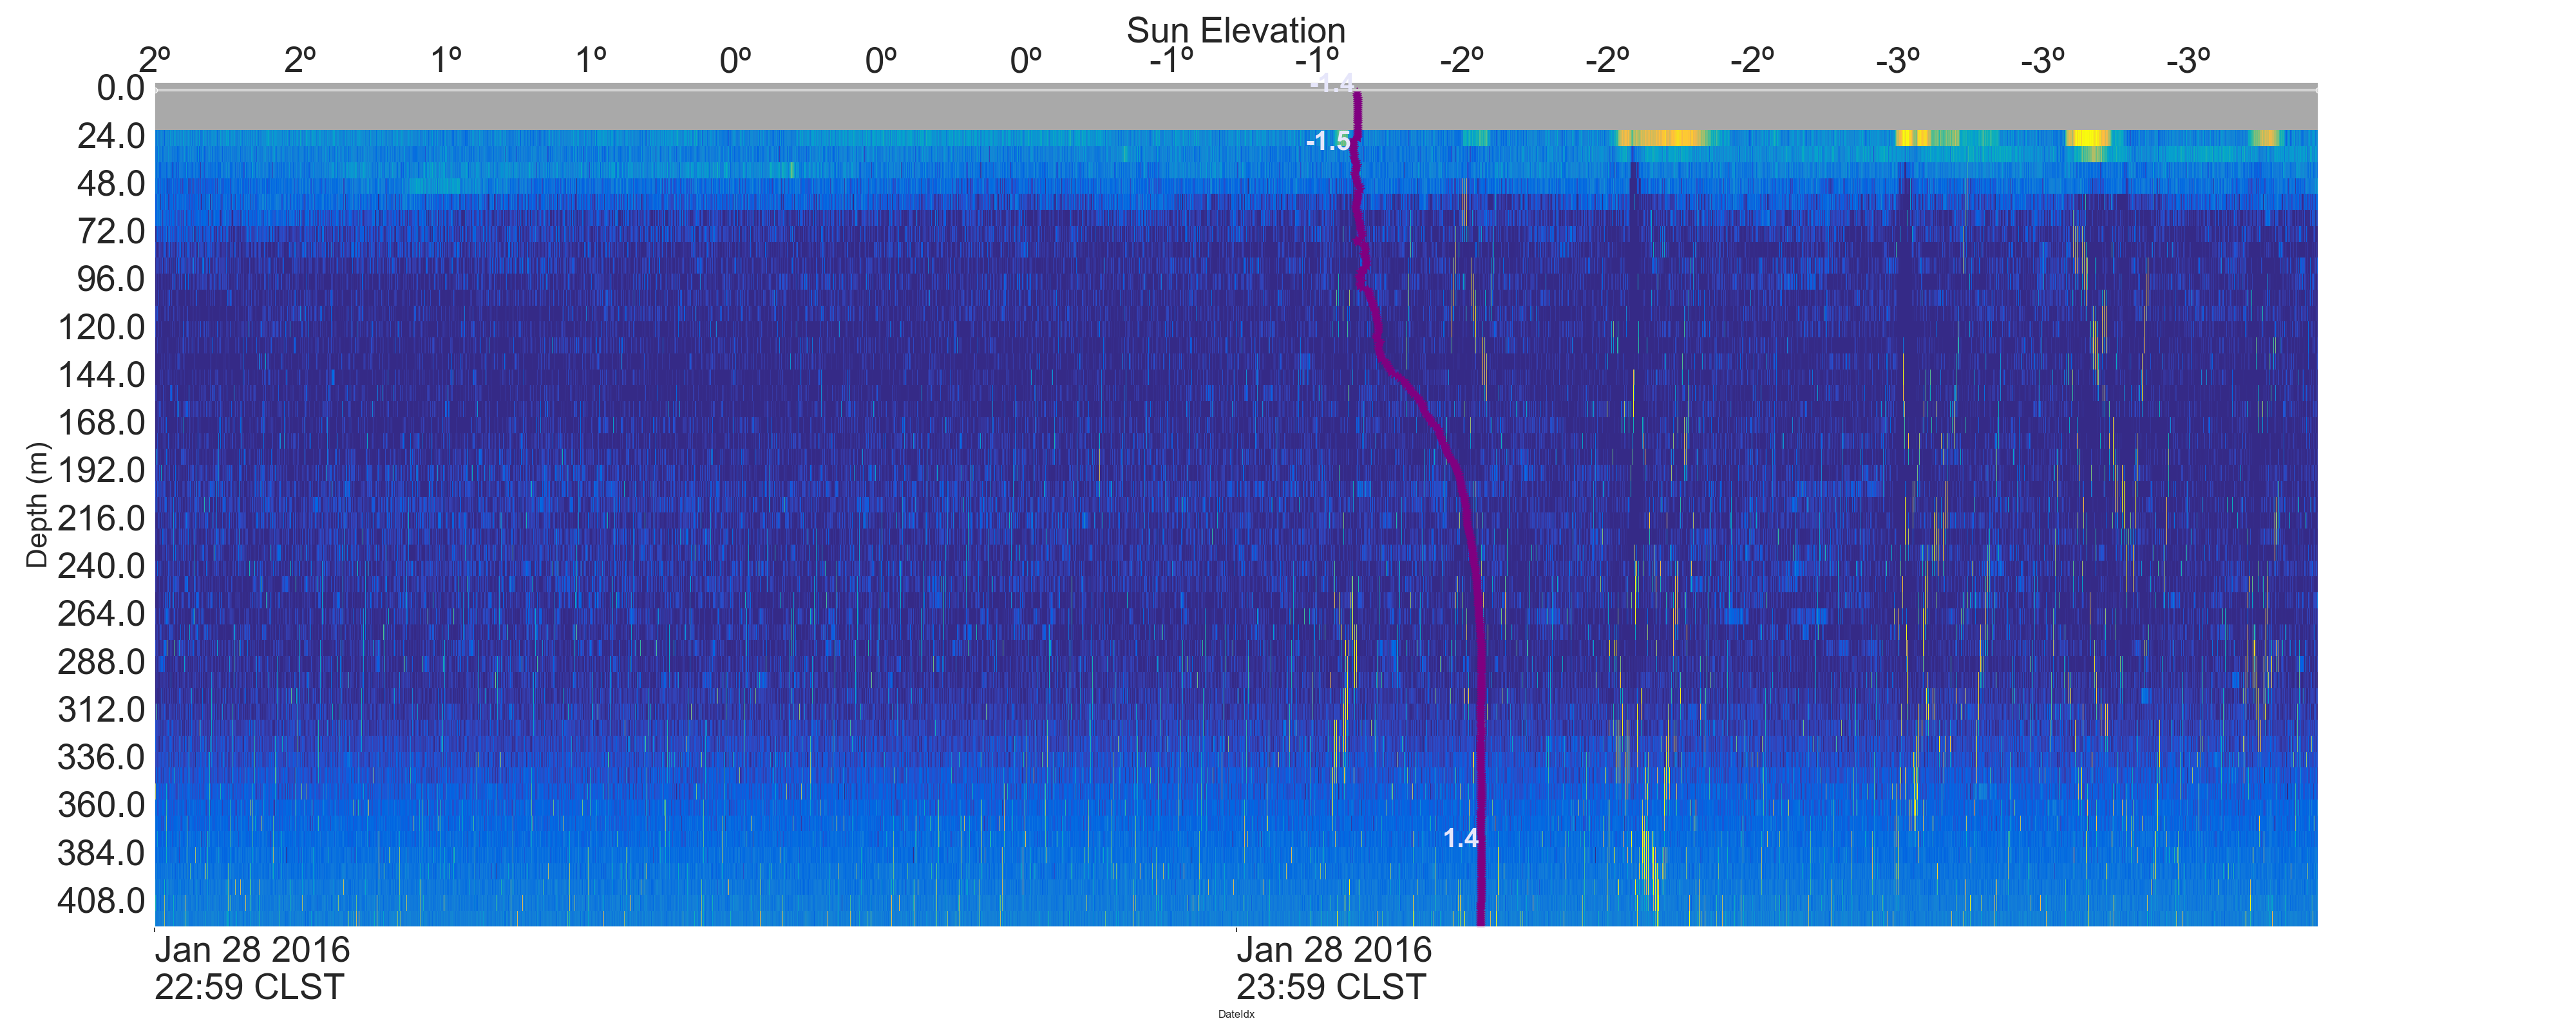 Sun Elevation
2º 2º 1º 1º 0º 0º 0º -1º -1º -2º -2º -2º -3º -3º -3º
-1.4
0.0
24.0
-1.5
48.0
72.0
96.0
120.0
144.0
168.0
192.0
216.0
240.0
264.0
288.0
312.0
336.0
360.0
384.0
408.0
Depth (m)
1.4
Jan 28 2016
22:59 CLST
Jan 28 2016
23:59 CLST
DateIdx